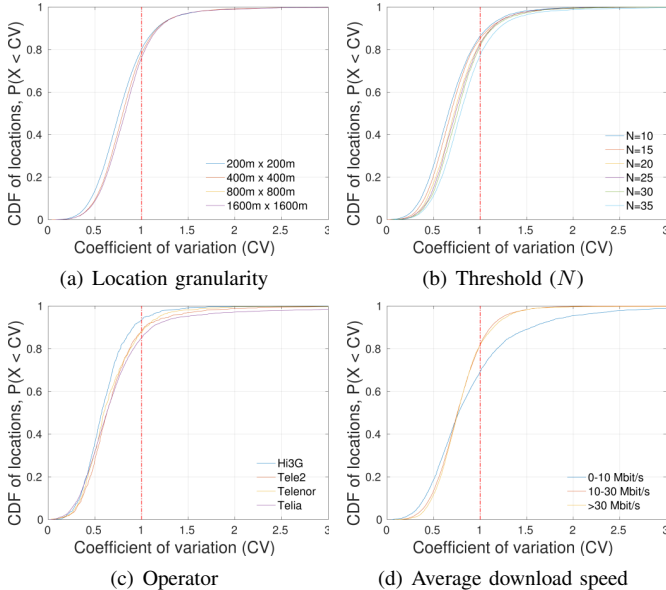 CDF of locations, P(X < CV)
1
0.8
0.6
0.4
0.2
0
200m x 200m
400m x 400m
800m x 800m
1600m x 1600m
0 0.5 1 1.5 2 2.5 3
Coefficient of variation (CV)
(a) Location granularity
CDF of locations, P(X < CV)
1
0.8
0.6
0.4
0.2
0
N=10
N=15
N=20
N=25
N=30
N=35
0 0.5 1 1.5 2 2.5 3
Coefficient of variation (CV)
(b) Threshold (N)
CDF of locations, P(X < CV)
1
0.8
0.6
0.4
0.2
0
Hi3G
Tele2
Telenor
Telia
0 0.5 1 1.5 2 2.5 3
Coefficient of variation (CV)
(c) Operator
CDF of locations, P(X < CV)
1
0.8
0.6
0.4
0.2
0
0-10 Mbit/s
10-30 Mbit/s
>30 Mbit/s
0 0.5 1 1.5 2 2.5 3
Coefficient of variation (CV)
(d) Average download speed